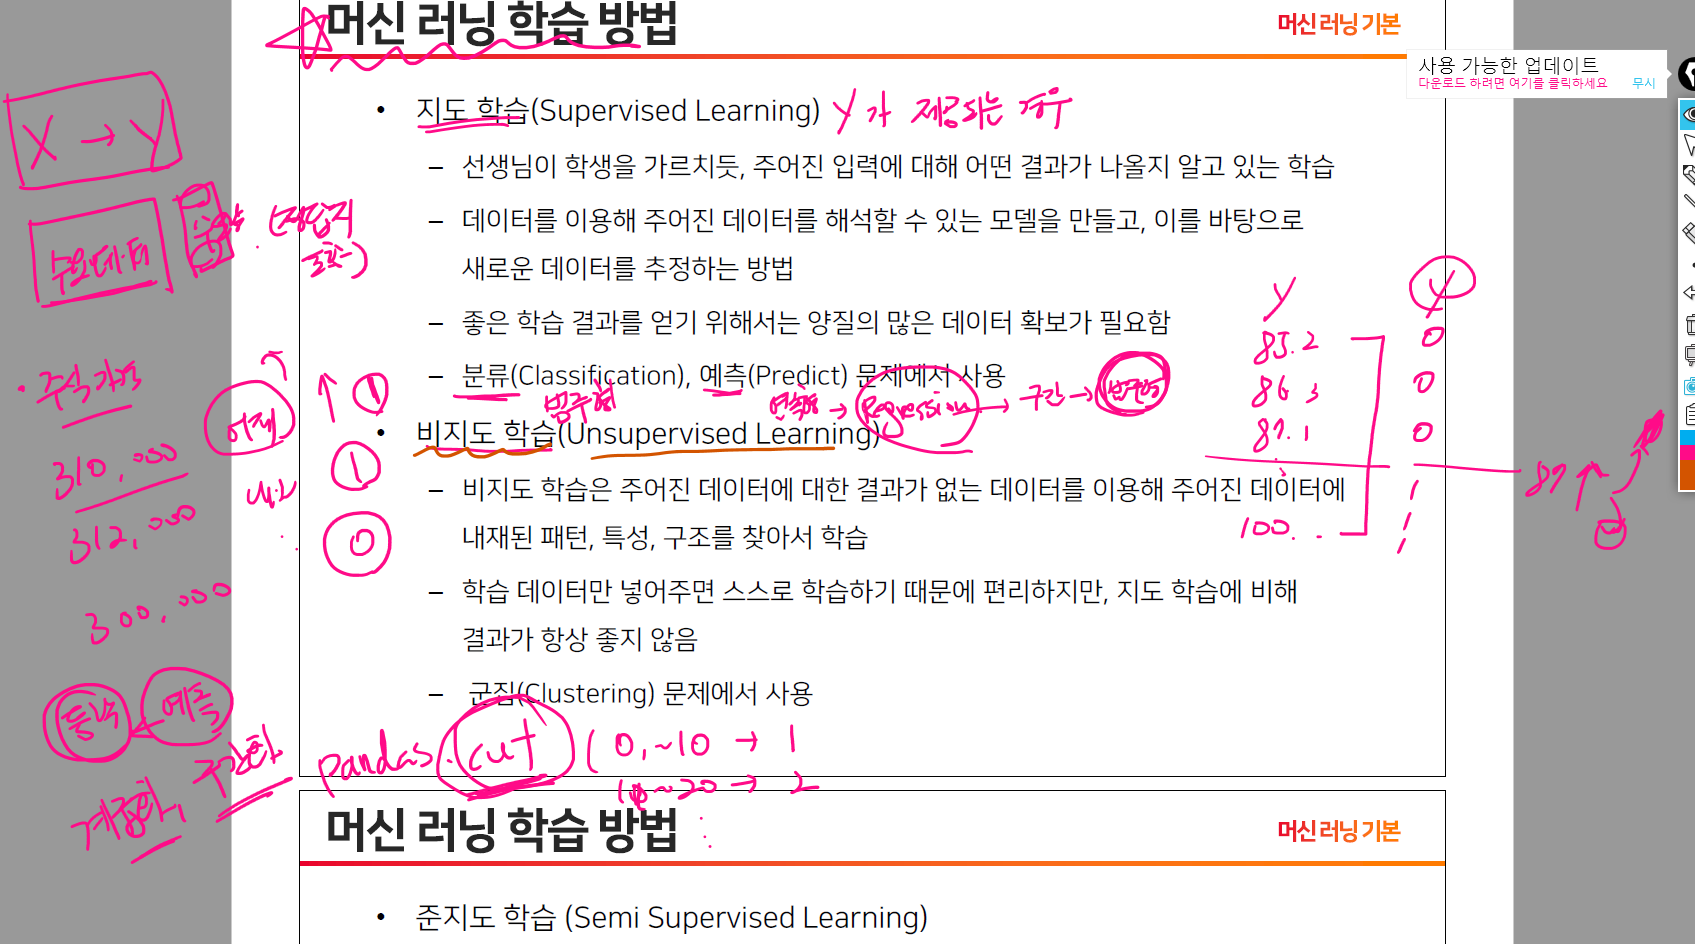 머신 러닝 학습 방법
머신 러닝 기본
사용 가능한 업데이트
다운로드 하려면 여기를 클릭하세요 무시
X → Y
• 지도 학습(Supervised Learning) Y가 제공되는 경우
– 선생님이 학생을 가르치듯, 주어진 입력에 대해 어떤 결과가 나올지 알고 있는 학습
– 데이터를 이용해 주어진 데이터를 해석할 수 있는 모델을 만들고, 이를 바탕으로
새로운 데이터를 추정하는 방법
(정답지
– 좋은 학습 결과를 얻기 위해서는 양질의 많은 데이터 확보가 필요함
– 분류(Classification), 예측(Predict) 문제에서 사용
범주형
연속형 → Regression → 구간 → 범주형
Y
85.2
86.3
87.1
100..
Y
0
0
0
1
1
1
87 ↑
• 주식가격
310,000
312,000
300,000
어제
↑ 1
1
0
• 비지도 학습(Unsupervised Learning)
– 비지도 학습은 주어진 데이터에 대한 결과가 없는 데이터를 이용해 주어진 데이터에
내재된 패턴, 특성, 구조를 찾아서 학습
– 학습 데이터만 넣어주면 스스로 학습하기 때문에 편리하지만, 지도 학습에 비해
결과가 항상 좋지 않음
– 군집(Clustering) 문제에서 사용
등락 ← 예측
구간화
pandas.cut ( 0,~10 → 1
~20 → 2
머신 러닝 학습 방법
머신 러닝 기본
• 준지도 학습 (Semi Supervised Learning)